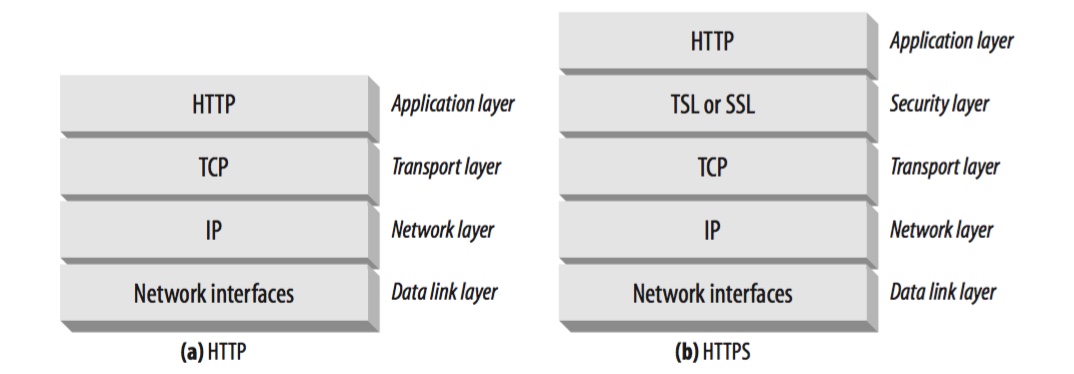 HTTP Application layer
TCP Transport layer
IP Network layer
Network interfaces Data link layer
(a) HTTP
HTTP Application layer
TSL or SSL Security layer
TCP Transport layer
IP Network layer
Network interfaces Data link layer
(b) HTTPS